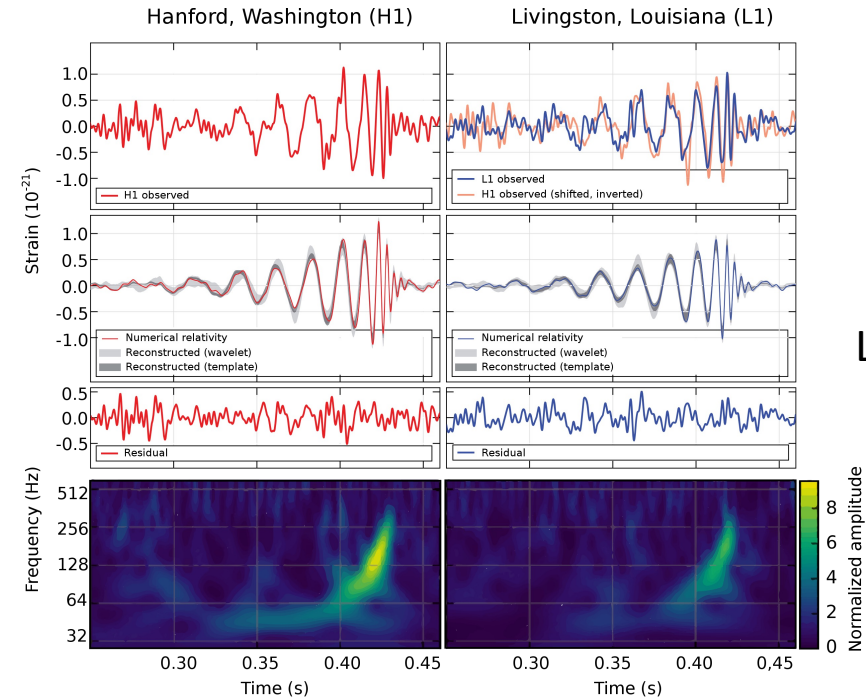 Hanford, Washington (H1)
Livingston, Louisiana (L1)
1.0
0.5
0.0
-0.5
-1.0
H1 observed
L1 observed
H1 observed (shifted, inverted)
Strain (10⁻²¹)
1.0
0.5
0.0
-0.5
-1.0
Numerical relativity
Reconstructed (wavelet)
Reconstructed (template)
Numerical relativity
Reconstructed (wavelet)
Reconstructed (template)
0.5
0.0
-0.5
Residual
Residual
Frequency (Hz)
512
256
128
64
32
0.30 0.35 0.40 0.45
Time (s)
0.30 0.35 0.40 0,45
Time (s)
8
6
4
2
0
Normalized amplitude